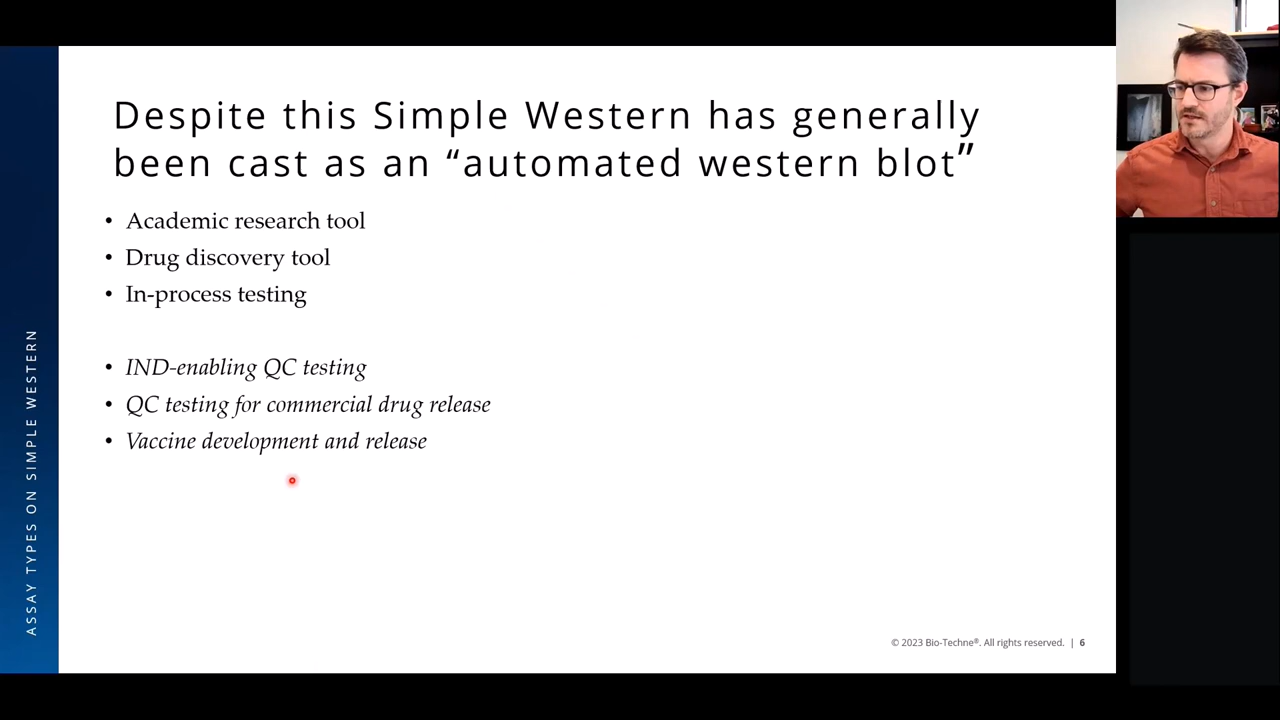 Despite this Simple Western has generally
been cast as an “automated western blot”
• Academic research tool
• Drug discovery tool
• In-process testing
• IND-enabling QC testing
• QC testing for commercial drug release
• Vaccine development and release
ASSAY TYPES ON SIMPLE WESTERN
© 2023 Bio-Techne®. All rights reserved. | 6